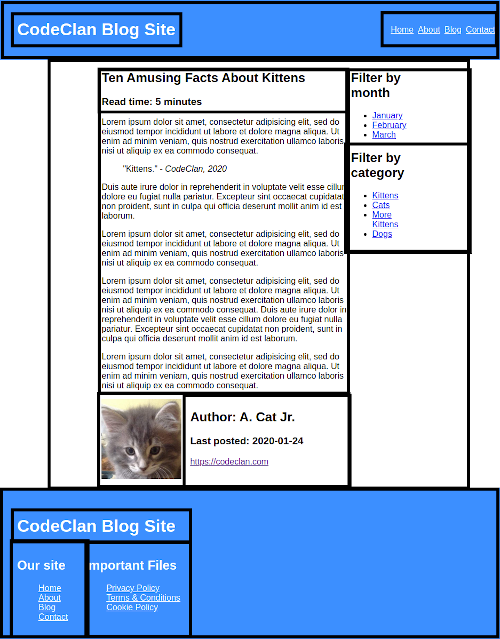 CodeClan Blog Site
Home About Blog Contact
Ten Amusing Facts About Kittens
Read time: 5 minutes
Lorem ipsum dolor sit amet, consectetur adipisicing elit, sed do
eiusmod tempor incididunt ut labore et dolore magna aliqua. Ut
enim ad minim veniam, quis nostrud exercitation ullamco laboris
nisi ut aliquip ex ea commodo consequat.
"Kittens." - CodeClan, 2020
Duis aute irure dolor in reprehenderit in voluptate velit esse cillum
dolore eu fugiat nulla pariatur. Excepteur sint occaecat cupidatat
non proident, sunt in culpa qui officia deserunt mollit anim id est
laborum.
Lorem ipsum dolor sit amet, consectetur adipisicing elit, sed do
eiusmod tempor incididunt ut labore et dolore magna aliqua. Ut
enim ad minim veniam, quis nostrud exercitation ullamco laboris
nisi ut aliquip ex ea commodo consequat.
Lorem ipsum dolor sit amet, consectetur adipisicing elit, sed do
eiusmod tempor incididunt ut labore et dolore magna aliqua. Ut
enim ad minim veniam, quis nostrud exercitation ullamco laboris
nisi ut aliquip ex ea commodo consequat. Duis aute irure dolor in
reprehenderit in voluptate velit esse cillum dolore eu fugiat nulla
pariatur. Excepteur sint occaecat cupidatat non proident, sunt in
culpa qui officia deserunt mollit anim id est laborum.
Lorem ipsum dolor sit amet, consectetur adipisicing elit, sed do
eiusmod tempor incididunt ut labore et dolore magna aliqua. Ut
enim ad minim veniam, quis nostrud exercitation ullamco laboris
nisi ut aliquip ex ea commodo consequat.
Filter by
month
January
February
March
Filter by
category
Kittens
Cats
More
Kittens
Dogs
Author: A. Cat Jr.
Last posted: 2020-01-24
https://codeclan.com
CodeClan Blog Site
Our site
Home
About
Blog
Contact
mportant Files
Privacy Policy
Terms & Conditions
Cookie Policy